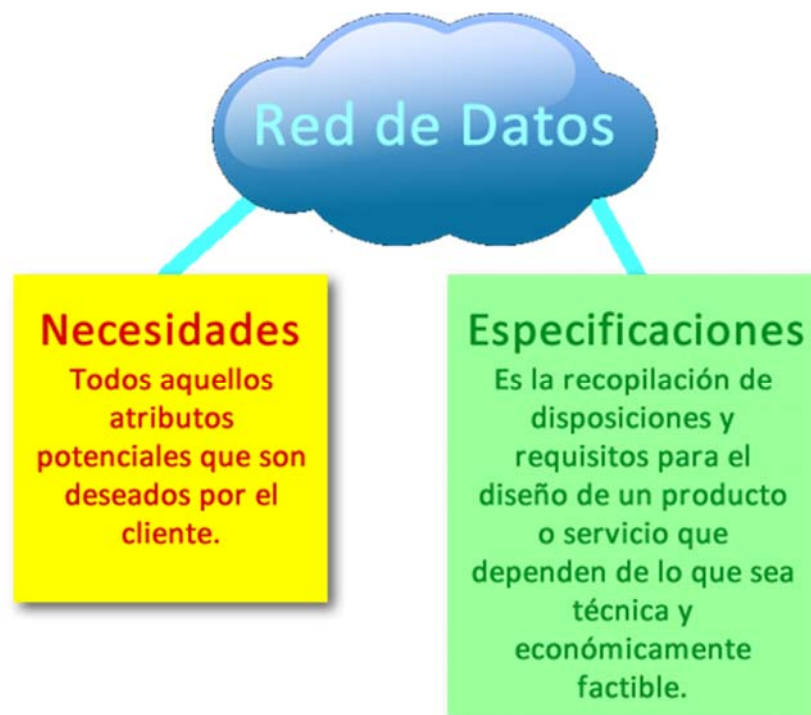 Red de Datos
Necesidades
Todos aquellos
atributos
potenciales que son
deseados por el
cliente.
Especificaciones
Es la recopilación de
disposiciones y
requisitos para el
diseño de un producto
o servicio que
dependen de lo que sea
técnica y
económicamente
factible.